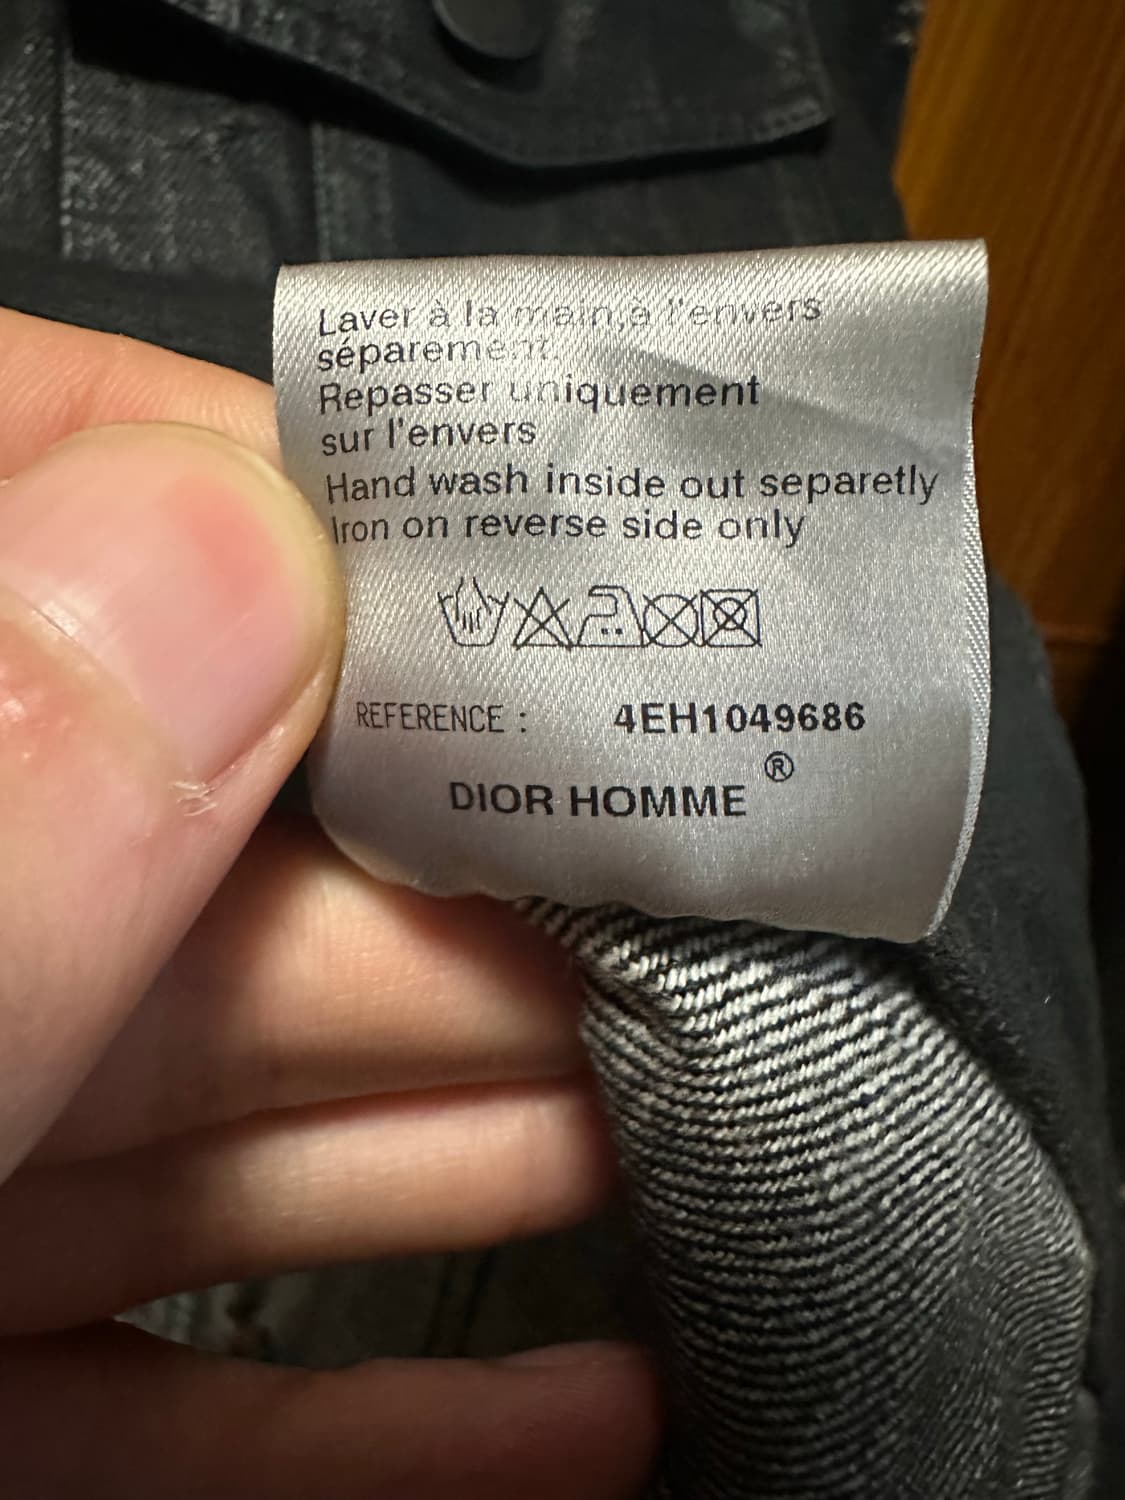 Laver à la main,à l'envers
séparement.
Repasser uniquement
sur l'envers
Hand wash inside out separetly
Iron on reverse side only
REFERENCE : 4EH1049686
®
DIOR HOMME